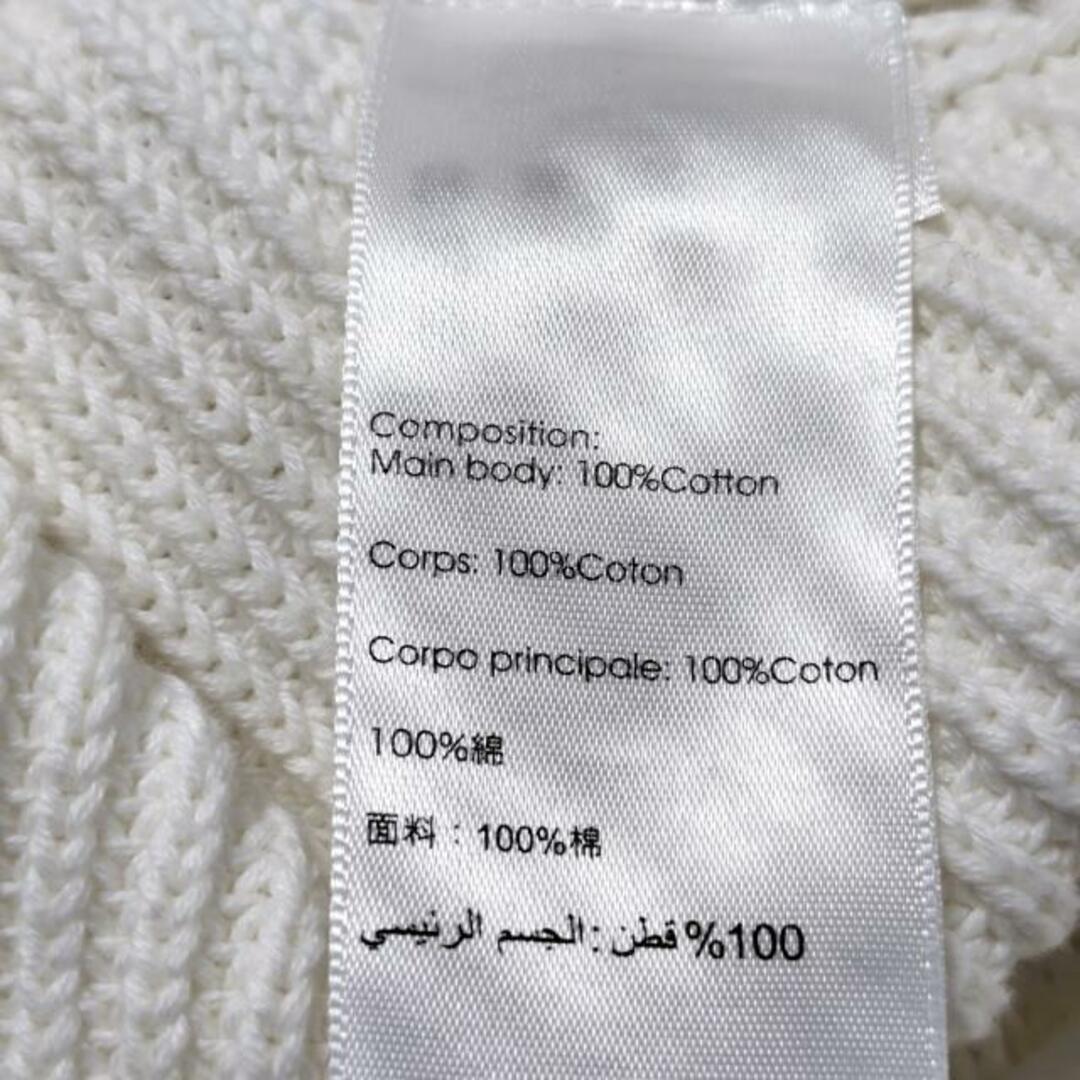 Composition:
Main body: 100%Cotton
Corps: 100%Coton
Corpo principale: 100%Coton
100%綿
面料：100%棉
%100 قطن :الجسم الرئيسي